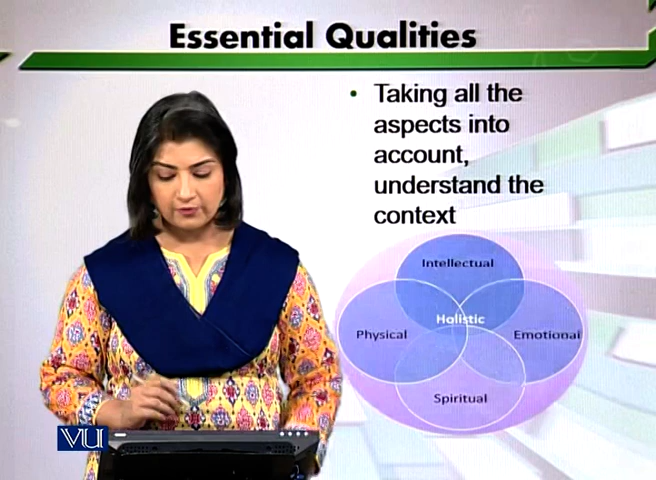 Essential Qualities
• Taking all the
aspects into
account,
understand the
context
Intellectual
Holistic
Physical
Emotional
Spiritual
VU